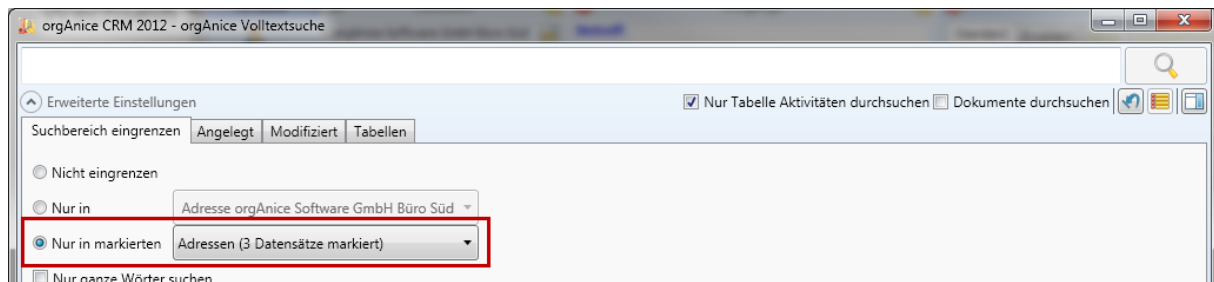 orgAnice CRM 2012 - orgAnice Volltextsuche
Erweiterte Einstellungen
Nur Tabelle Aktivitäten durchsuchen Dokumente durchsuchen
Suchbereich eingrenzen Angelegt Modifiziert Tabellen
Nicht eingrenzen
Nur in Adresse orgAnice Software GmbH Büro Süd
Nur in markierten Adressen (3 Datensätze markiert)
Nur ganze Wörter suchen